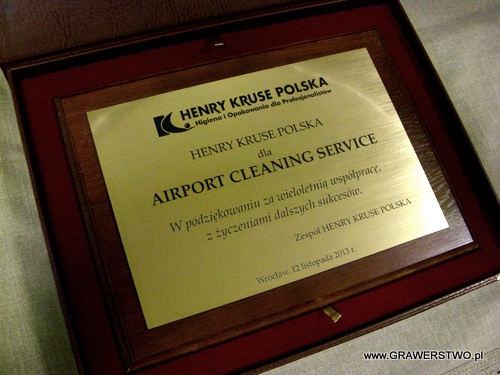 HENRY KRUSE POLSKA
Higiena i Opakowania dla Profesjonalistów
HENRY KRUSE POLSKA
dla
AIRPORT CLEANING SERVICE
W podziękowaniu za wieloletnią współpracę,
z życzeniami dalszych sukcesów.
Zespół HENRY KRUSE POLSKA
Wrocław, 12 listopada 2013 r.
www.GRAWERSTWO.pl